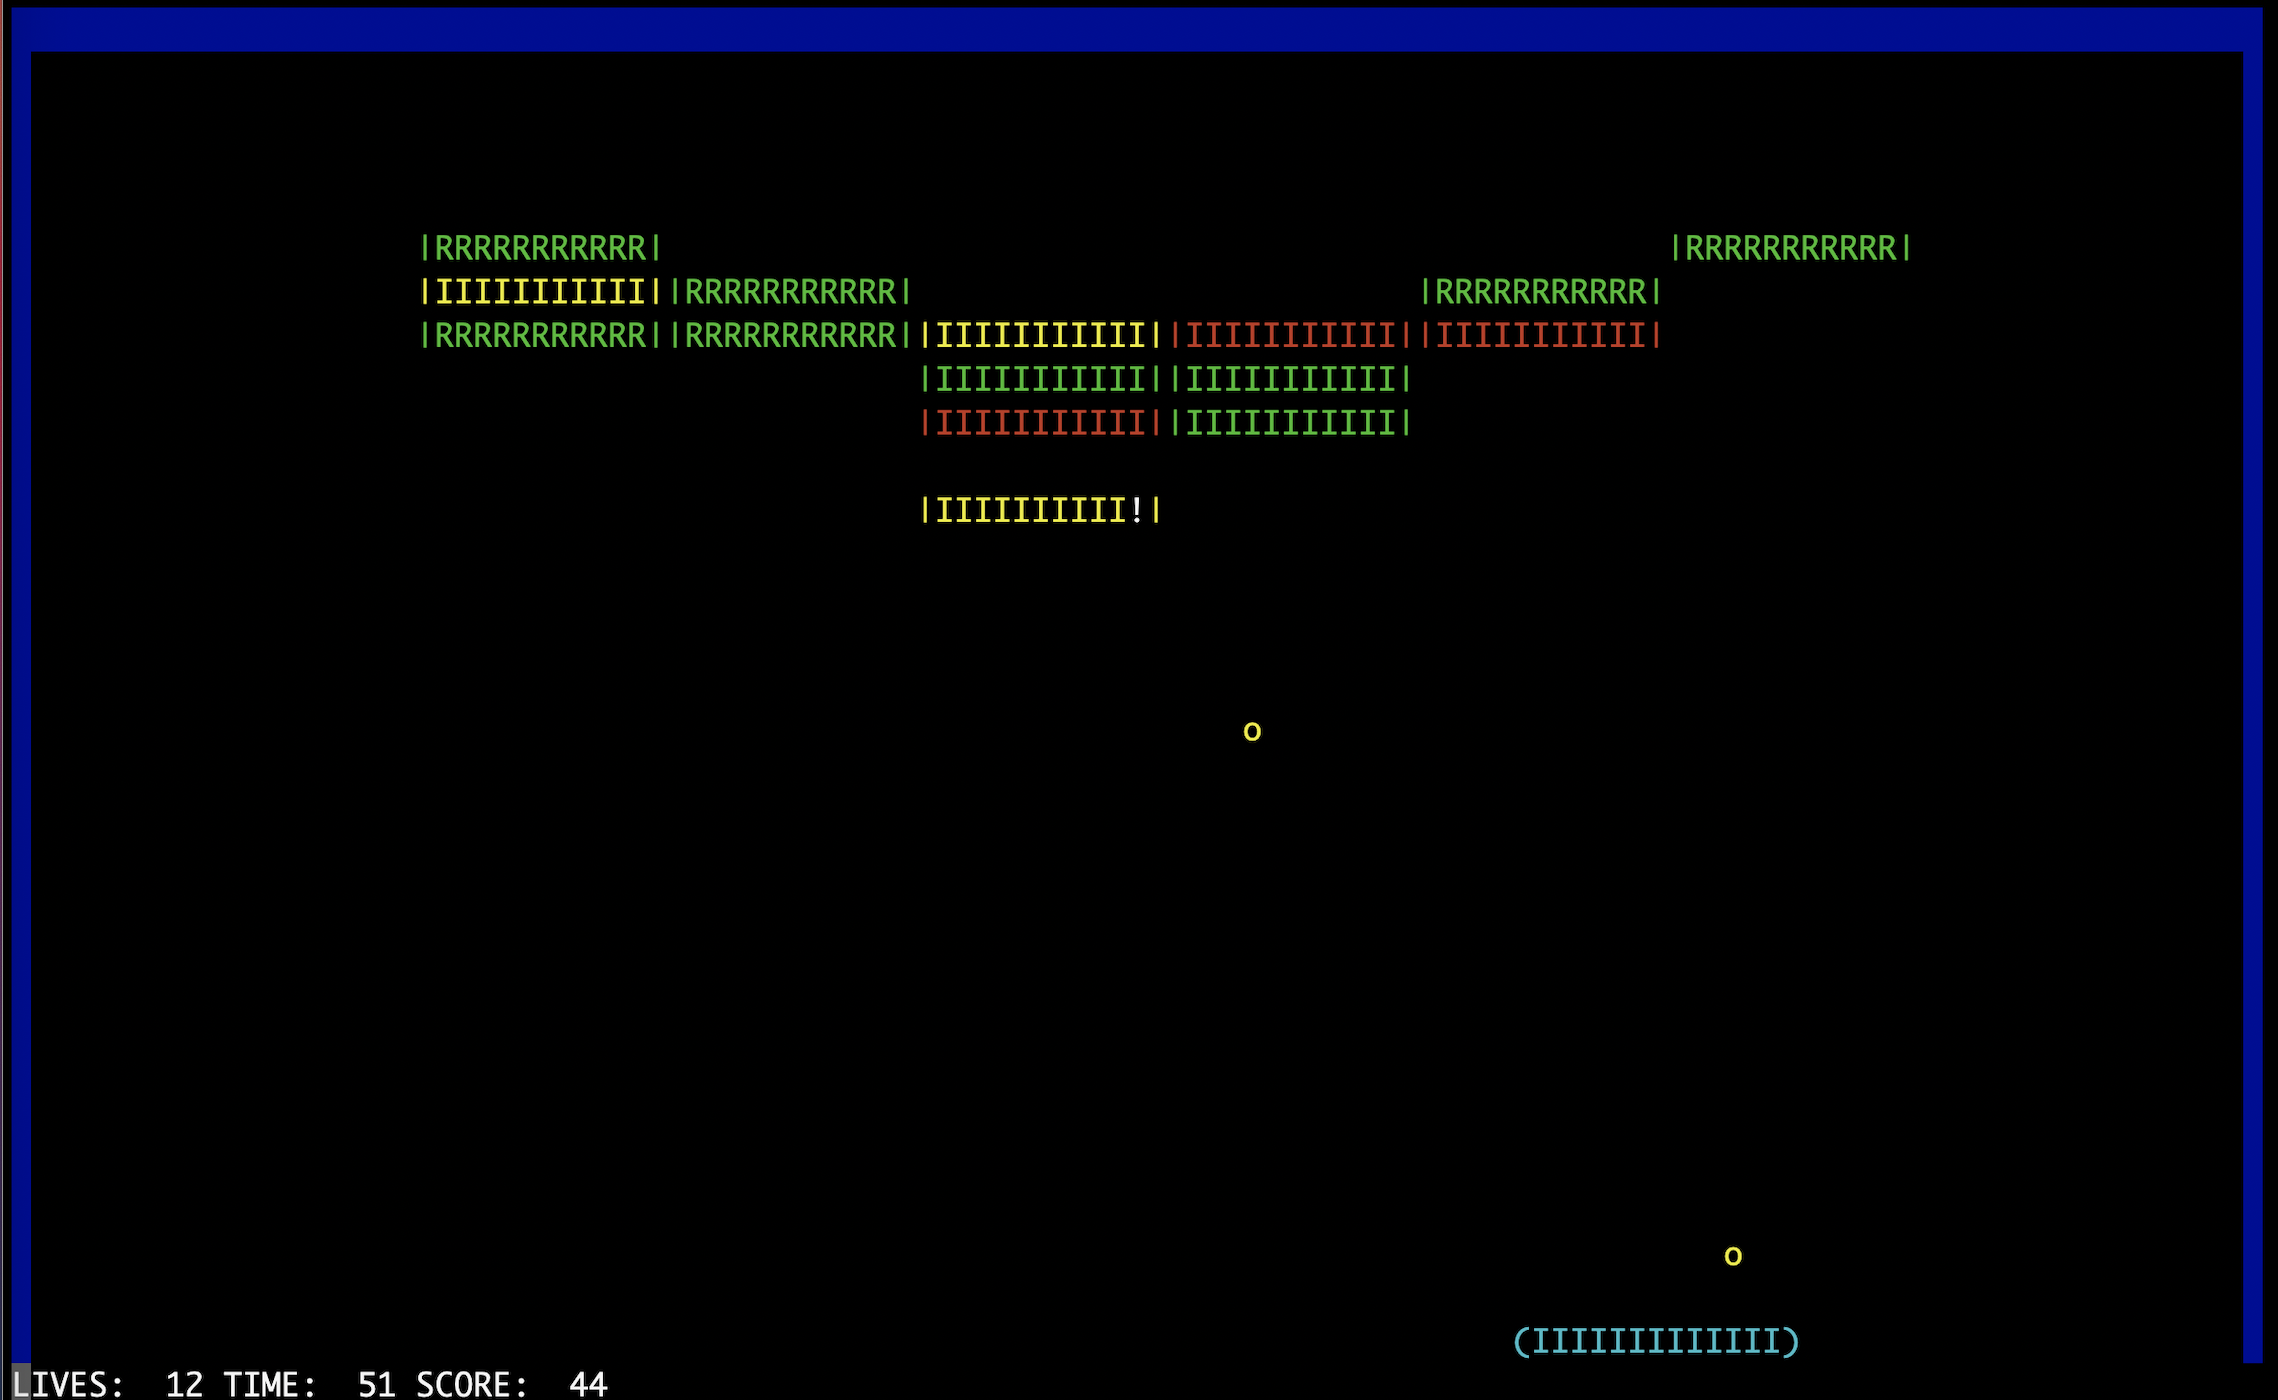 |RRRRRRRRRRR| |RRRRRRRRRRR|
|IIIIIIIIIII||RRRRRRRRRRR| |RRRRRRRRRRR|
|RRRRRRRRRRR||RRRRRRRRRRR||IIIIIIIIIII||IIIIIIIIIII||IIIIIIIIIII|
|IIIIIIIIIII||IIIIIIIIIII|
|IIIIIIIIIII||IIIIIIIIIII|
|IIIIIIIIII!|
o
o
(IIIIIIIIIIIII)
LIVES: 12 TIME: 51 SCORE: 44